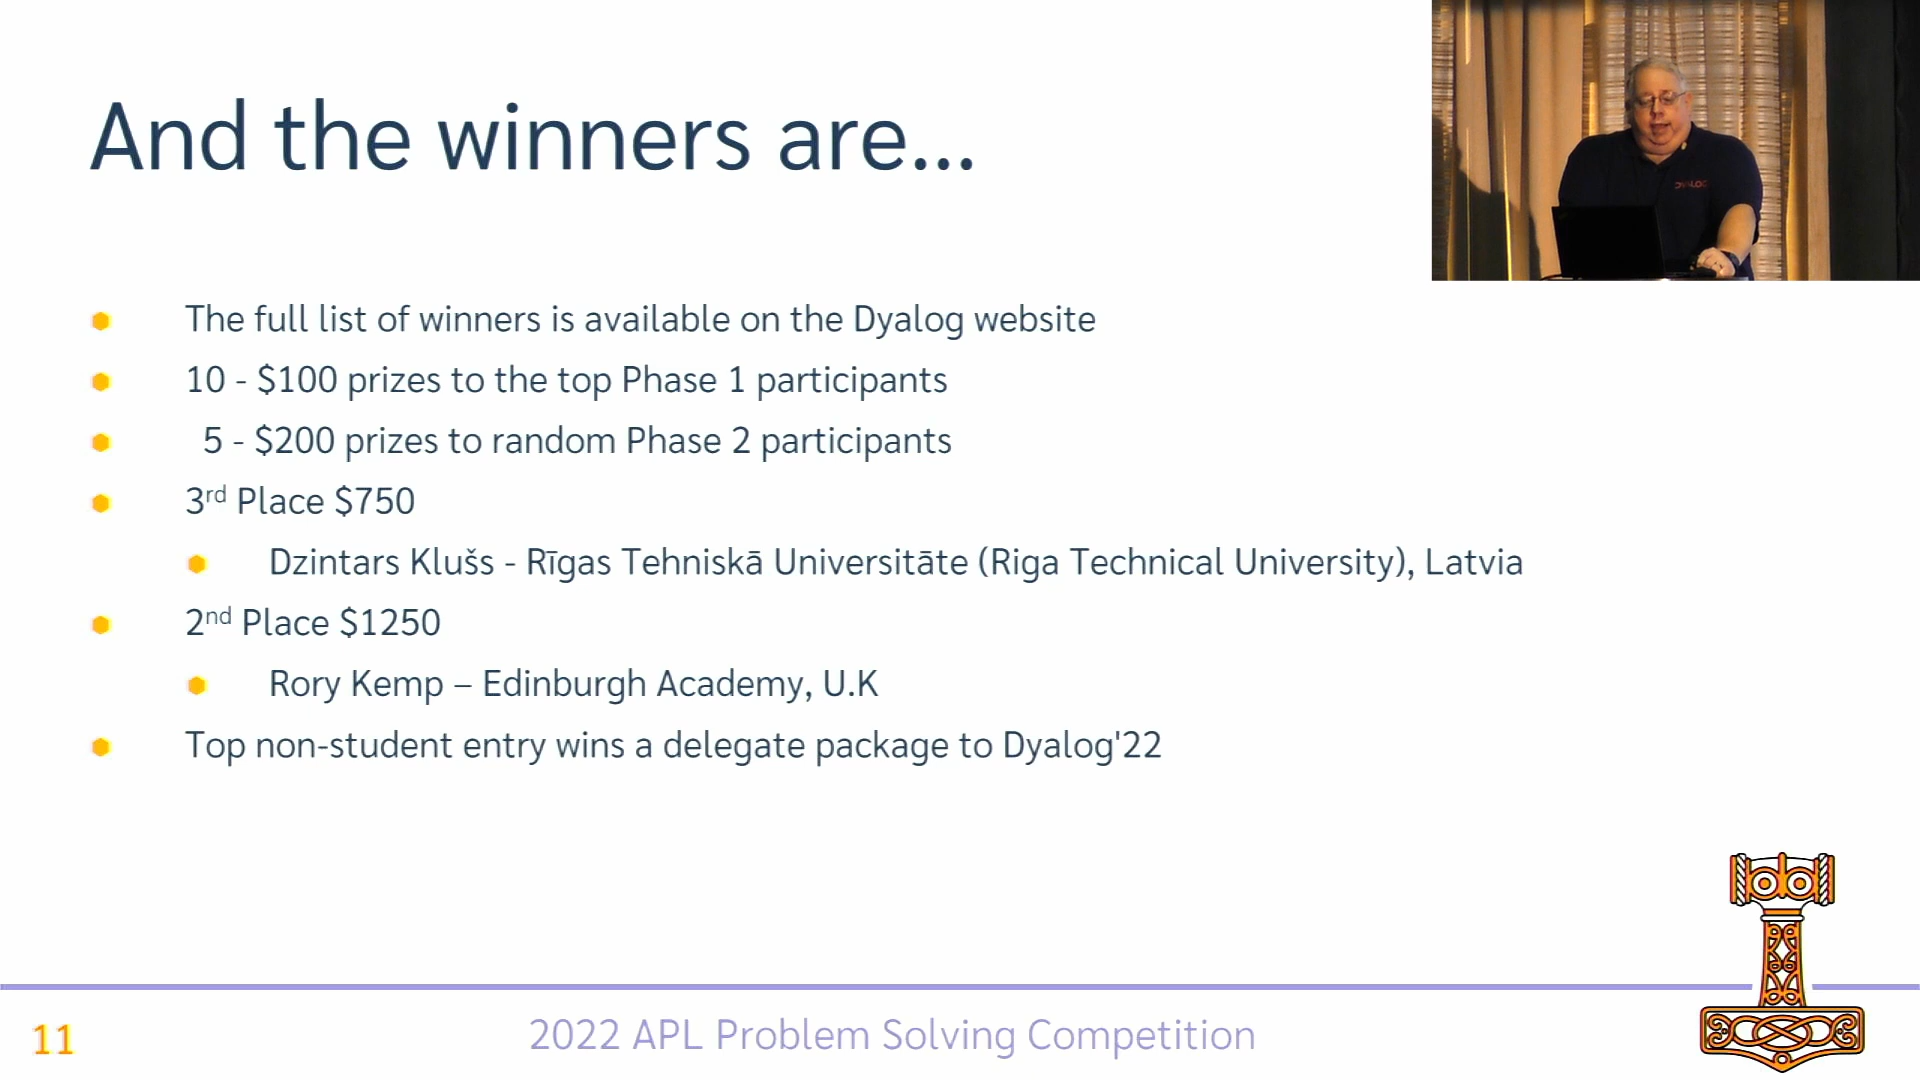 And the winners are...
DYALOG
The full list of winners is available on the Dyalog website
10 - $100 prizes to the top Phase 1 participants
5 - $200 prizes to random Phase 2 participants
3rd Place $750
Dzintars Klušs - Rīgas Tehniskā Universitāte (Riga Technical University), Latvia
2nd Place $1250
Rory Kemp – Edinburgh Academy, U.K
Top non-student entry wins a delegate package to Dyalog'22
11
2022 APL Problem Solving Competition